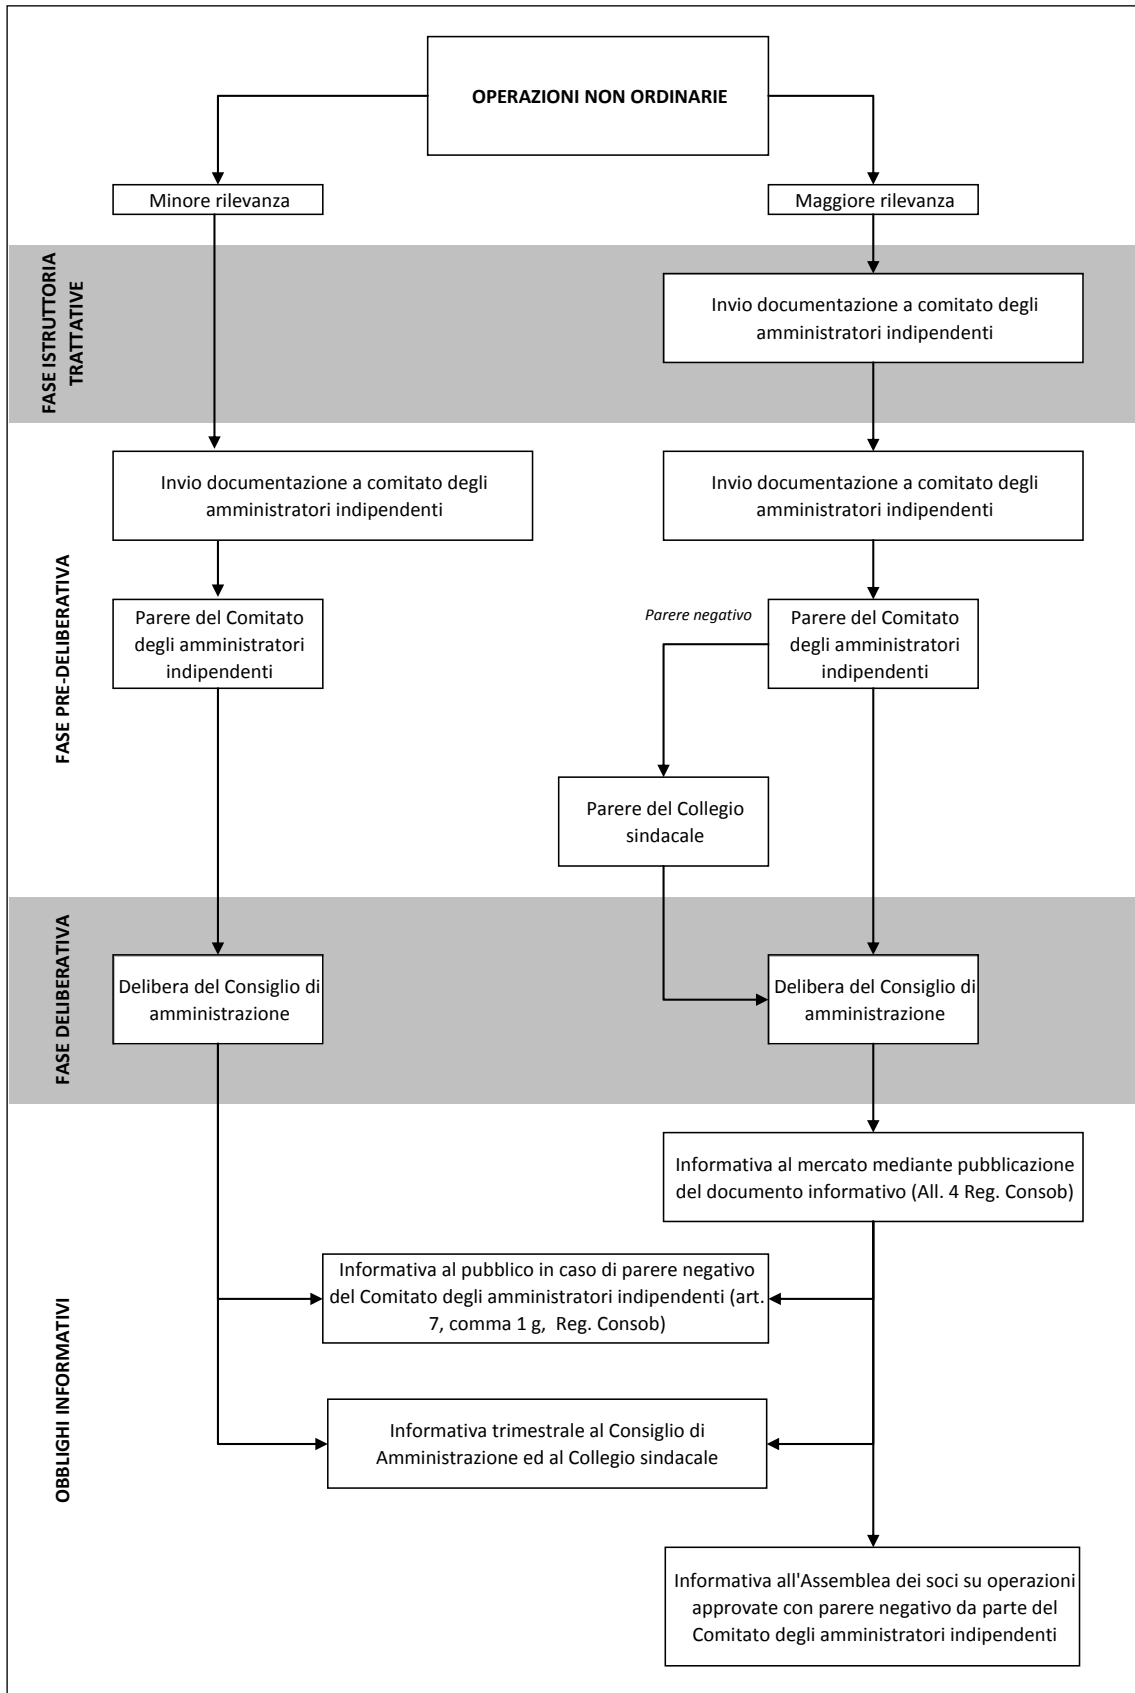 OPERAZIONI NON ORDINARIE
Minore rilevanza
Maggiore rilevanza
FASE ISTRUTTORIA
TRATTATIVE
Invio documentazione a comitato degli
amministratori indipendenti
FASE PRE-DELIBERATIVA
Invio documentazione a comitato degli
amministratori indipendenti
Invio documentazione a comitato degli
amministratori indipendenti
Parere del Comitato
degli amministratori
indipendenti
Parere negativo
Parere del Comitato
degli amministratori
indipendenti
Parere del Collegio
sindacale
FASE DELIBERATIVA
Delibera del Consiglio di
amministrazione
Delibera del Consiglio di
amministrazione
OBBLIGHI INFORMATIVI
Informativa al mercato mediante pubblicazione
del documento informativo (All. 4 Reg. Consob)
Informativa al pubblico in caso di parere negativo
del Comitato degli amministratori indipendenti (art.
7, comma 1 g, Reg. Consob)
Informativa trimestrale al Consiglio di
Amministrazione ed al Collegio sindacale
Informativa all'Assemblea dei soci su operazioni
approvate con parere negativo da parte del
Comitato degli amministratori indipendenti